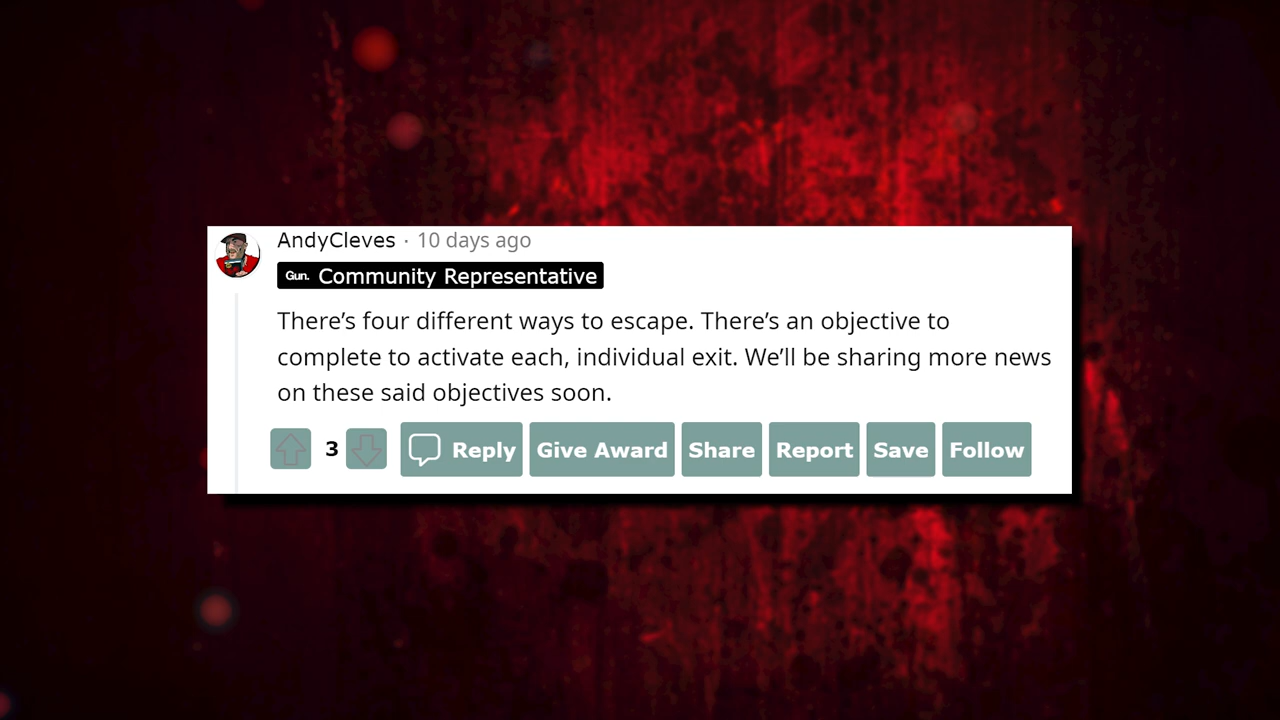 AndyCleves · 10 days ago
Gun. Community Representative
There’s four different ways to escape. There’s an objective to
complete to activate each, individual exit. We’ll be sharing more news
on these said objectives soon.
3 Reply Give Award Share Report Save Follow